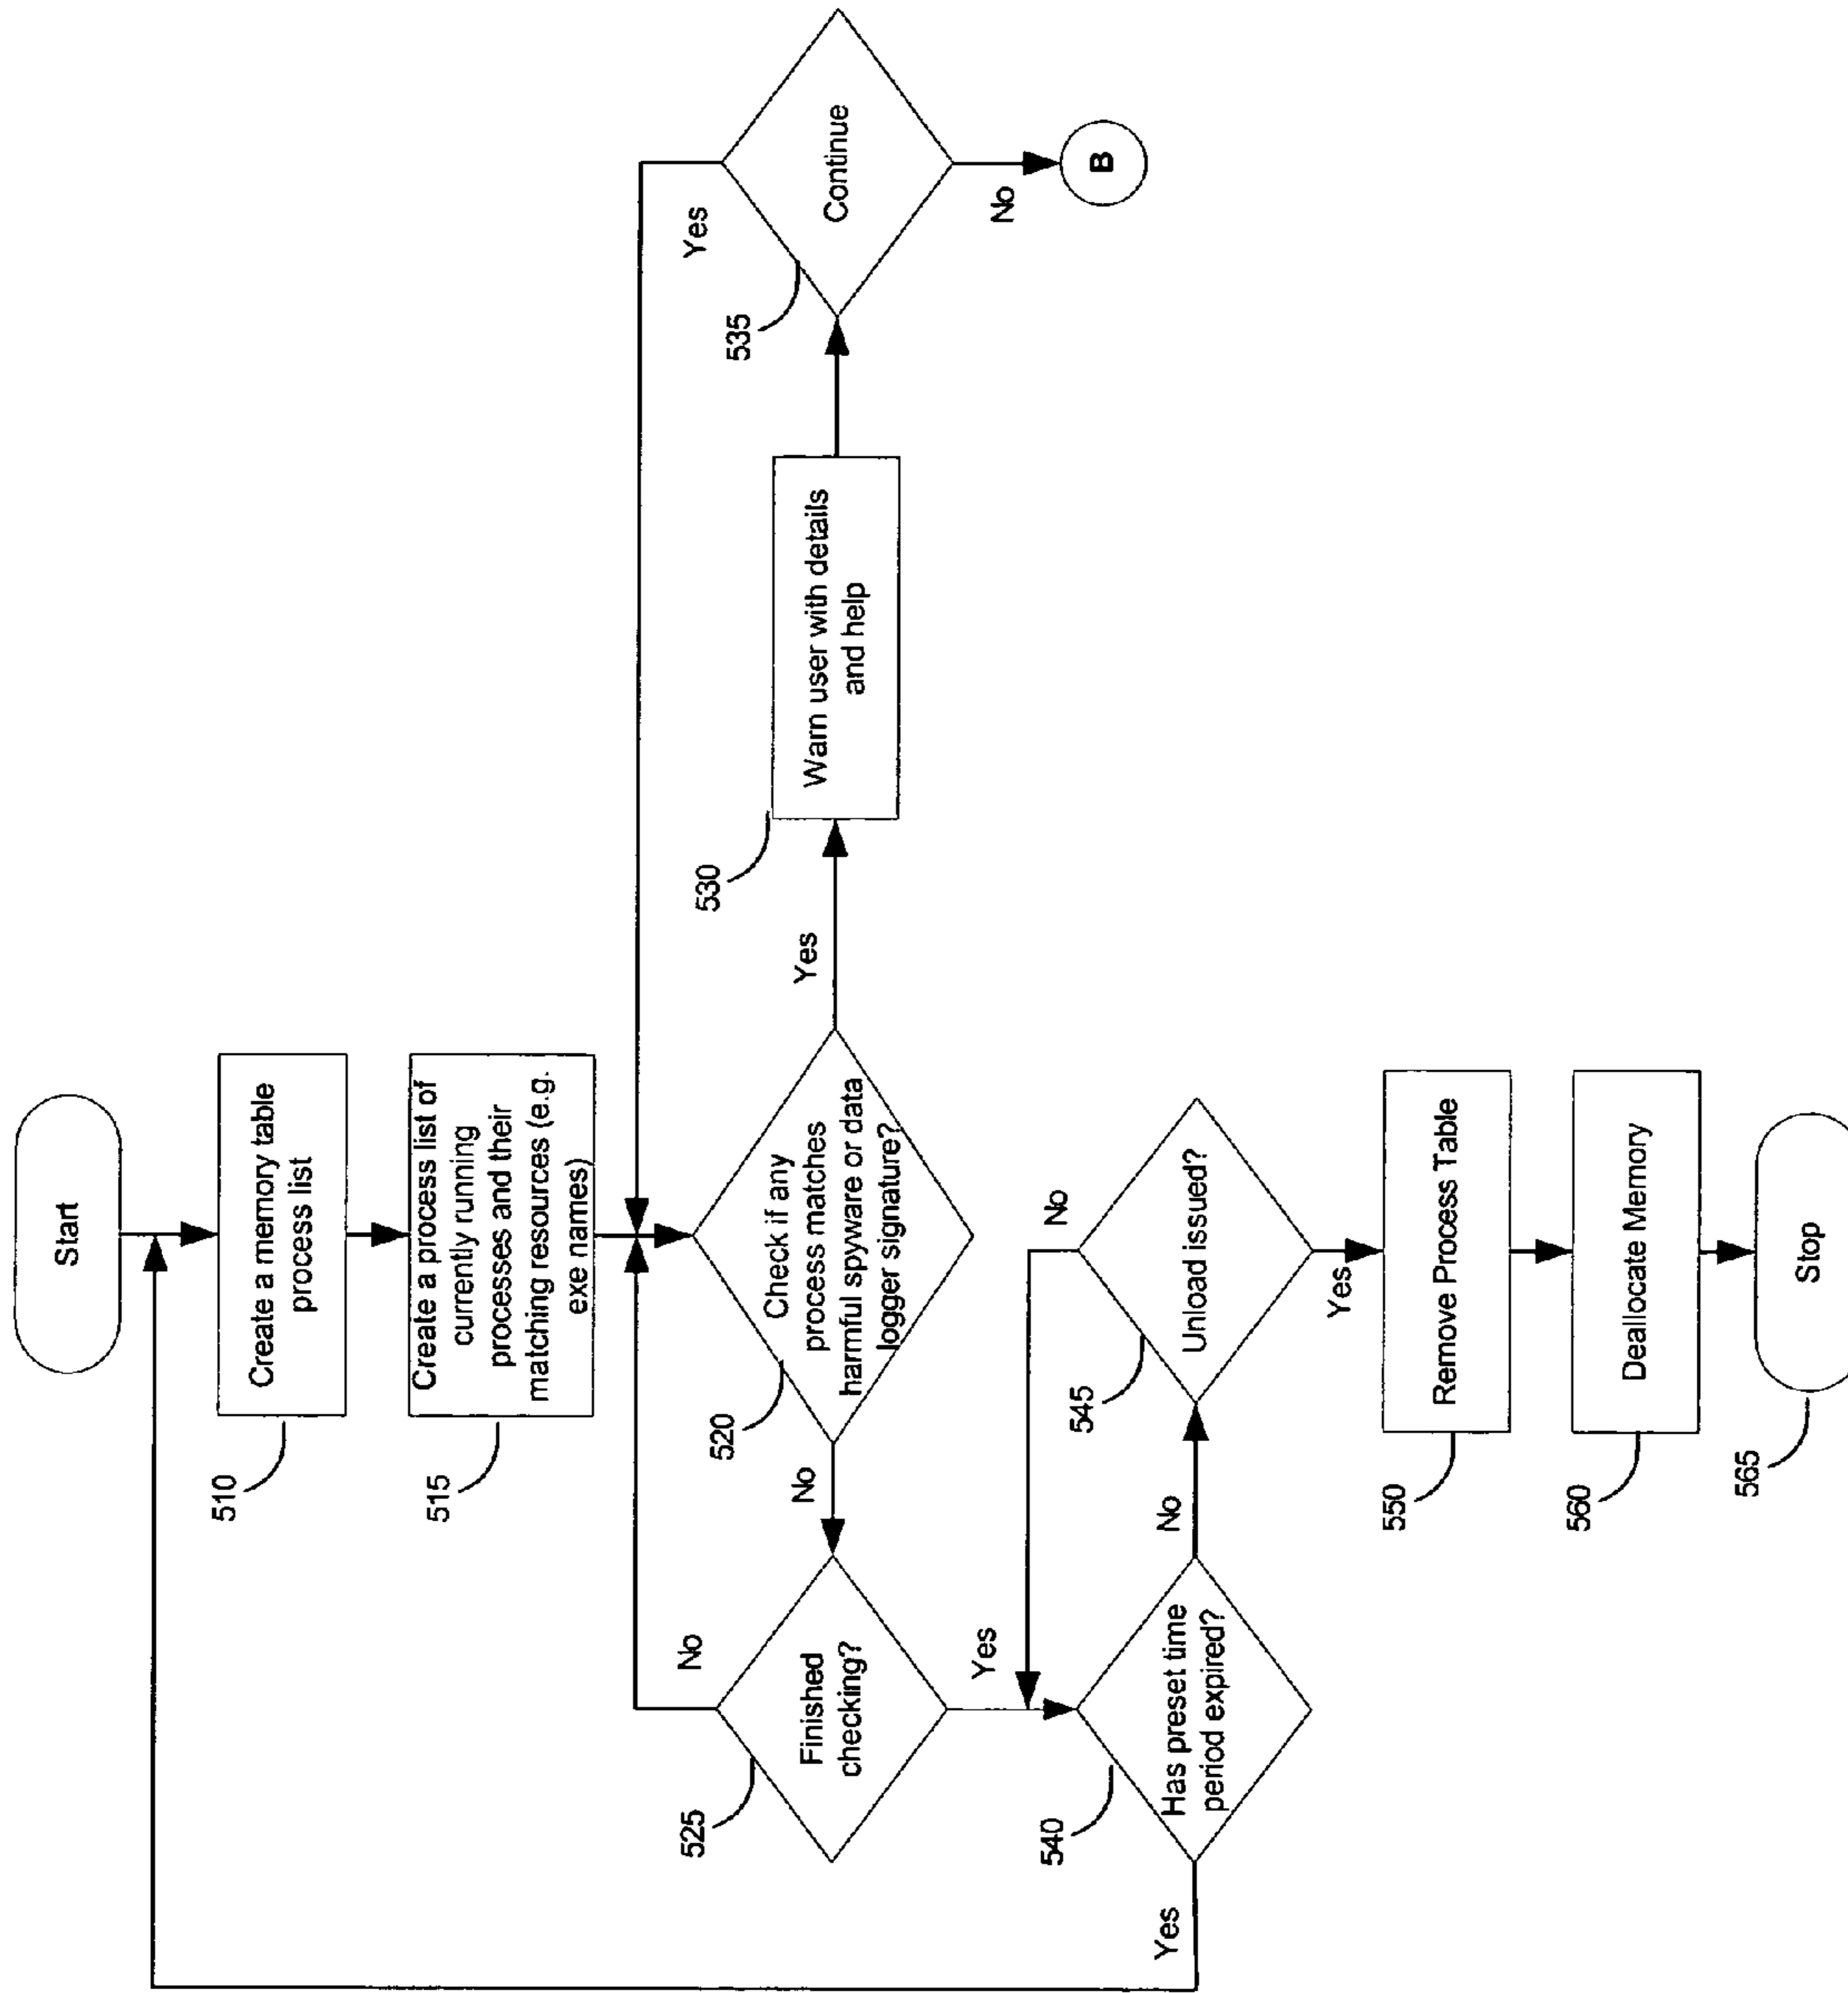 Start
510
Create a memory table
process list
515
Create a process list of
currently running
processes and their
matching resources (e.g.
exe names)
520
Check if any
process matches
harmful spyware or data
logger signature?
Yes
No
530
Warn user with details
and help
535
Continue
Yes
No
B
525
Finished
checking?
No
Yes
540
Has preset time
period expired?
Yes
No
545
Unload issued?
No
Yes
550
Remove Process Table
560
Deallocate Memory
565
Stop